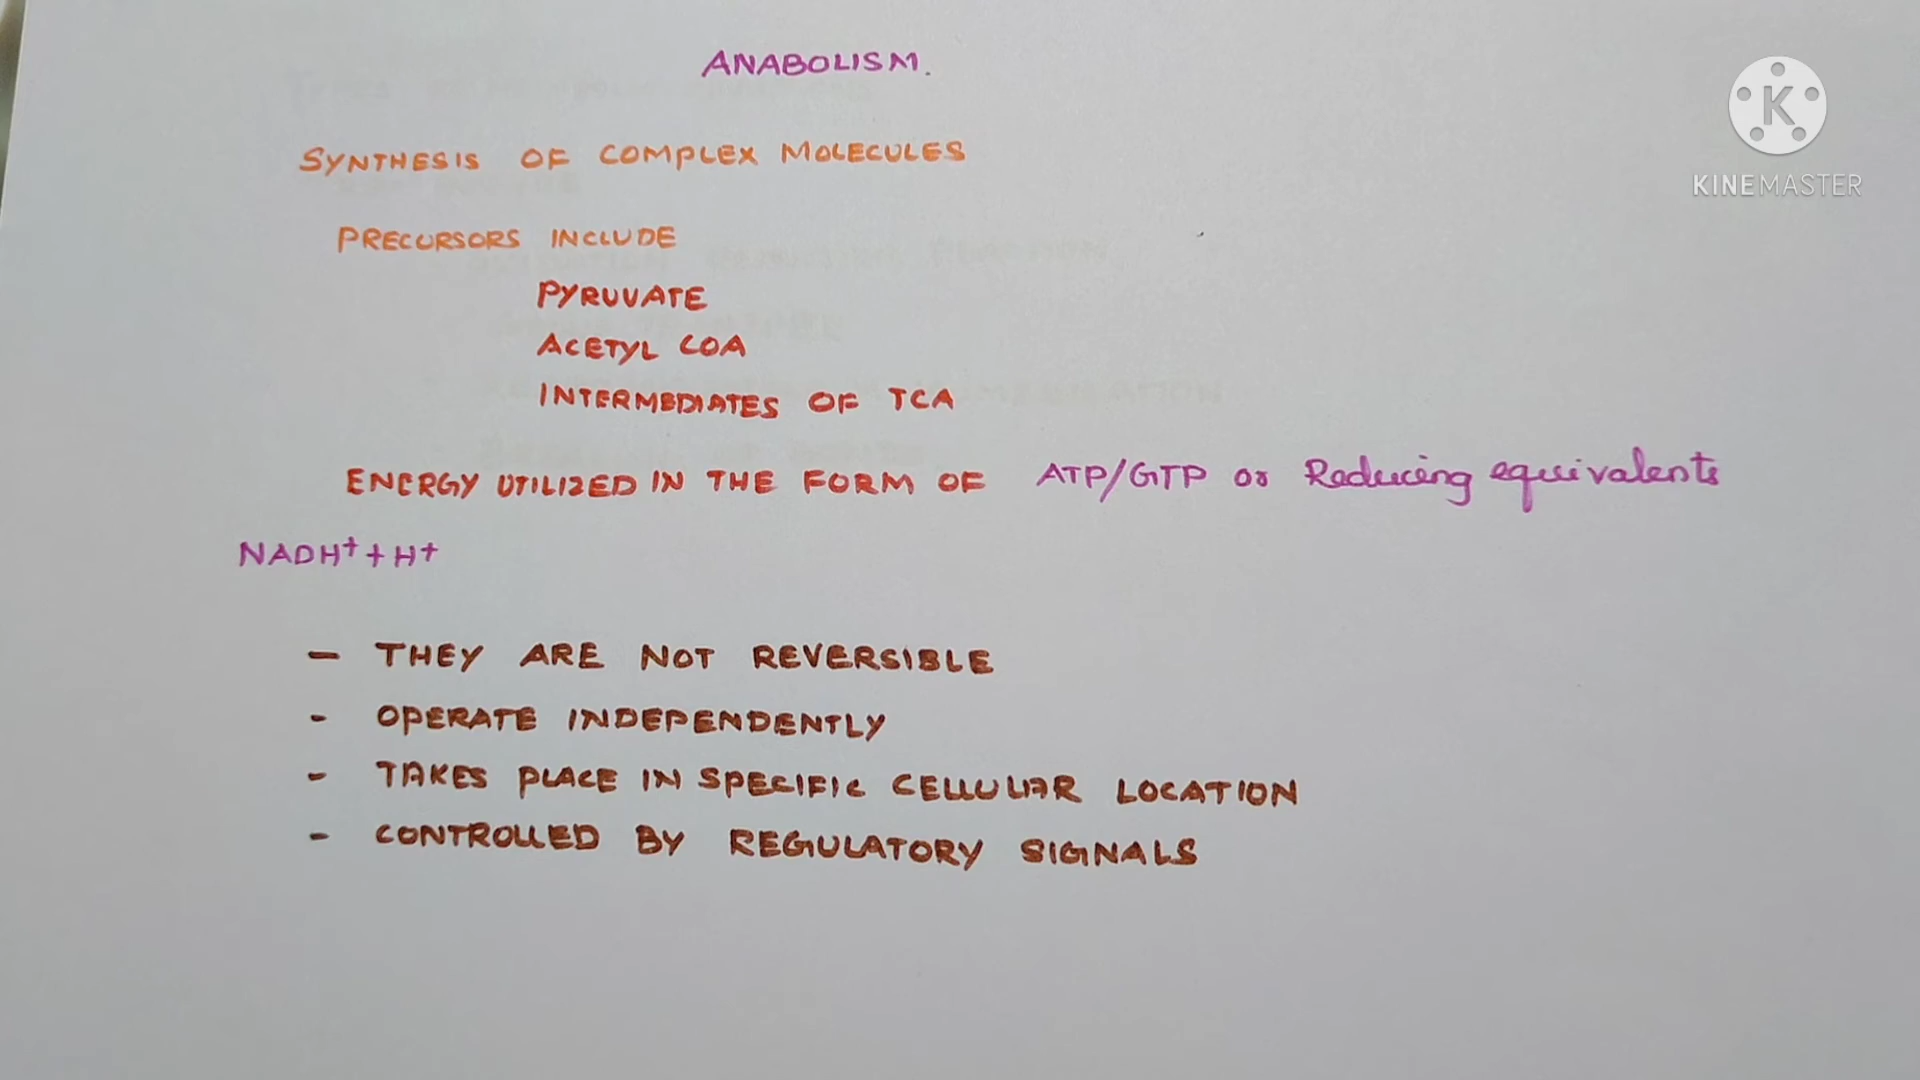 ANABOLISM.
K
KINEMASTER
SYNTHESIS OF COMPLEX MOLECULES
PRECURSORS INCLUDE
PYRUVATE
ACETYL COA
INTERMEDIATES OF TCA
ENERGY UTILIZED IN THE FORM OF ATP/GTP or Reducing equivalents
NADH⁺ + H⁺
- THEY ARE NOT REVERSIBLE
- OPERATE INDEPENDENTLY
- TAKES PLACE IN SPECIFIC CELLULAR LOCATION
- CONTROLLED BY REGULATORY SIGNALS